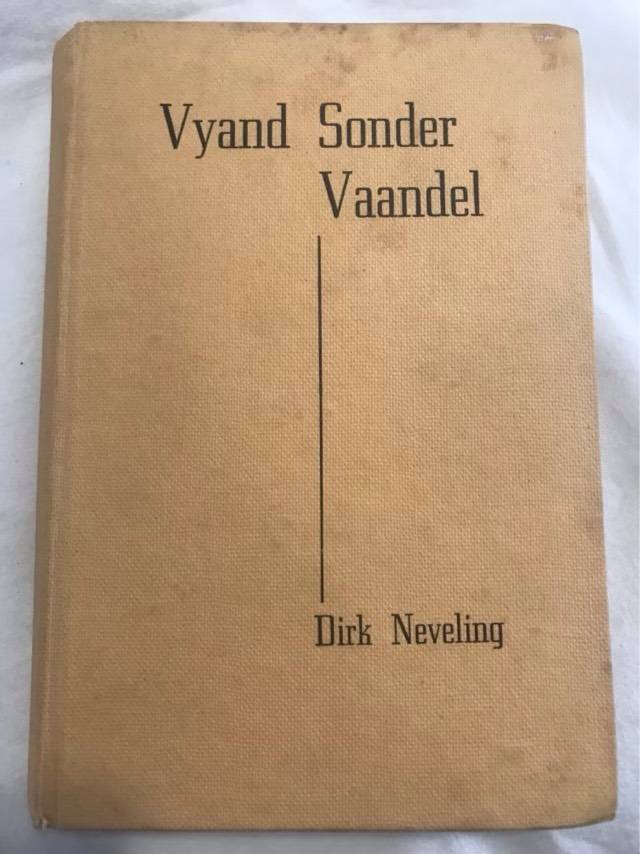 Vyand Sonder
Vaandel
Dirk Neveling